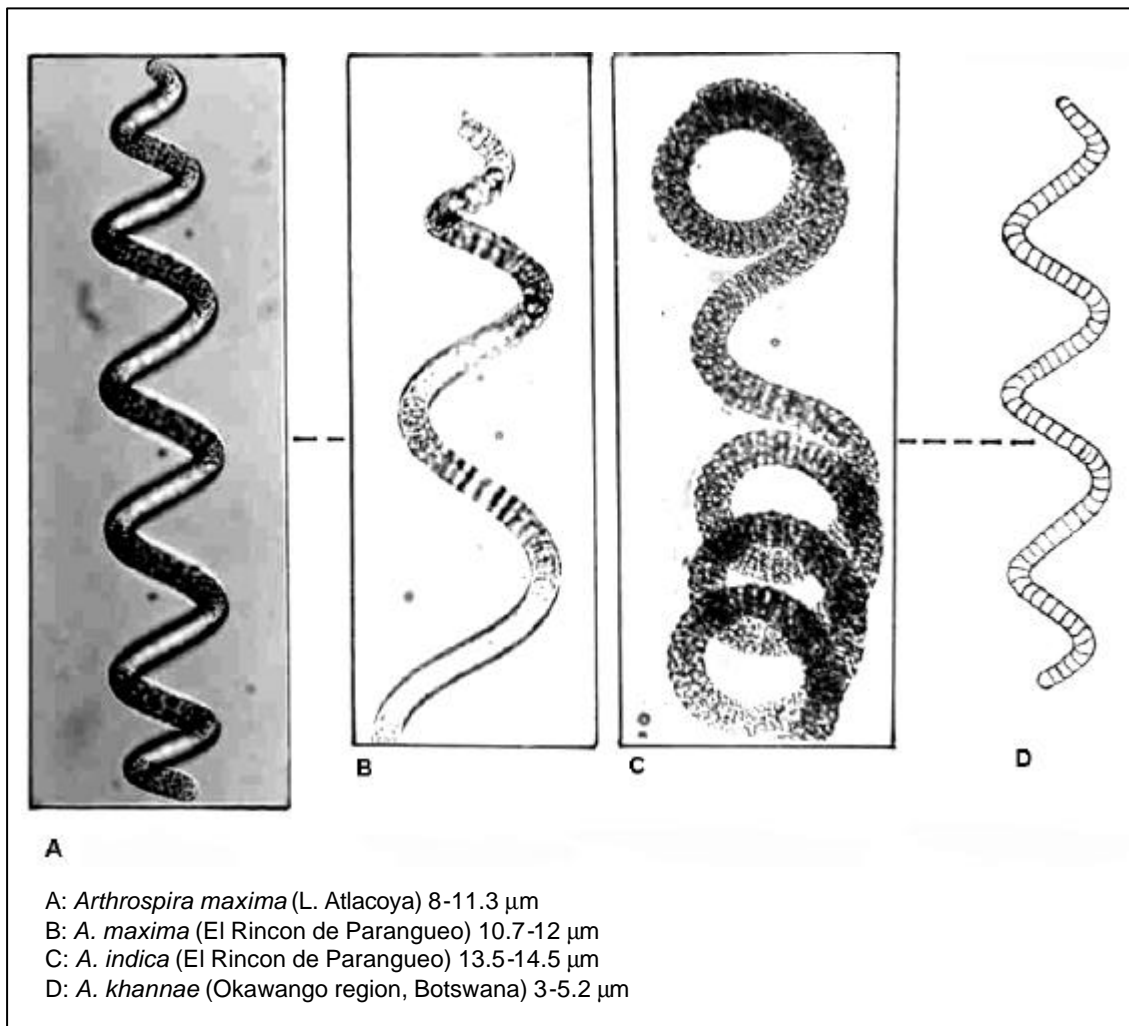 B
C
D
A
A: Arthrospira maxima (L. Atlacoya) 8-11.3 μm
B: A. maxima (El Rincon de Parangueo) 10.7-12 μm
C: A. indica (El Rincon de Parangueo) 13.5-14.5 μm
D: A. khannae (Okawango region, Botswana) 3-5.2 μm